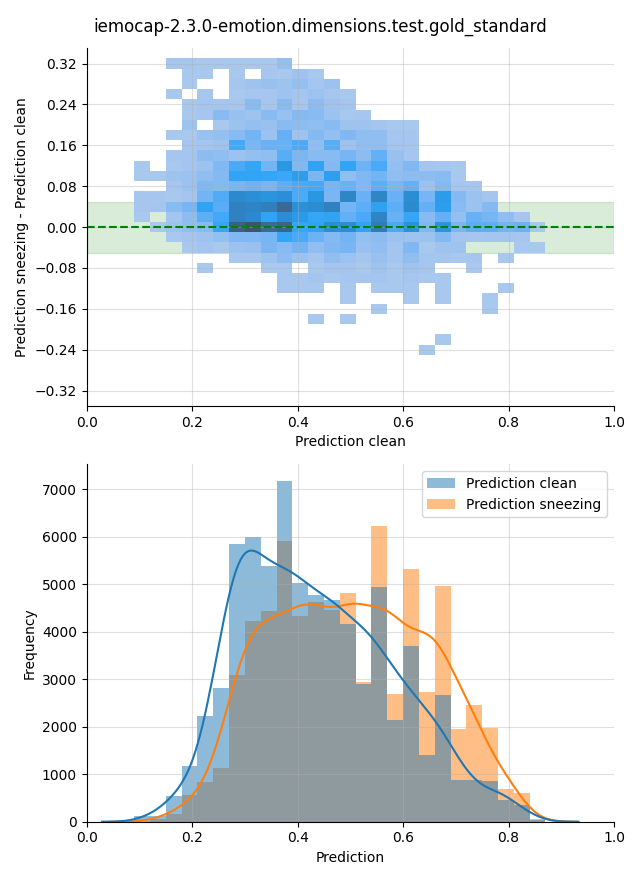 iemocap-2.3.0-emotion.dimensions.test.gold_standard
Prediction sneezing - Prediction clean
0.32
0.24
0.16
0.08
0.00
−0.08
−0.16
−0.24
−0.32
0.0 0.2 0.4 0.6 0.8 1.0
Prediction clean
Frequency
7000
6000
5000
4000
3000
2000
1000
0
Prediction clean
Prediction sneezing
0.0 0.2 0.4 0.6 0.8 1.0
Prediction